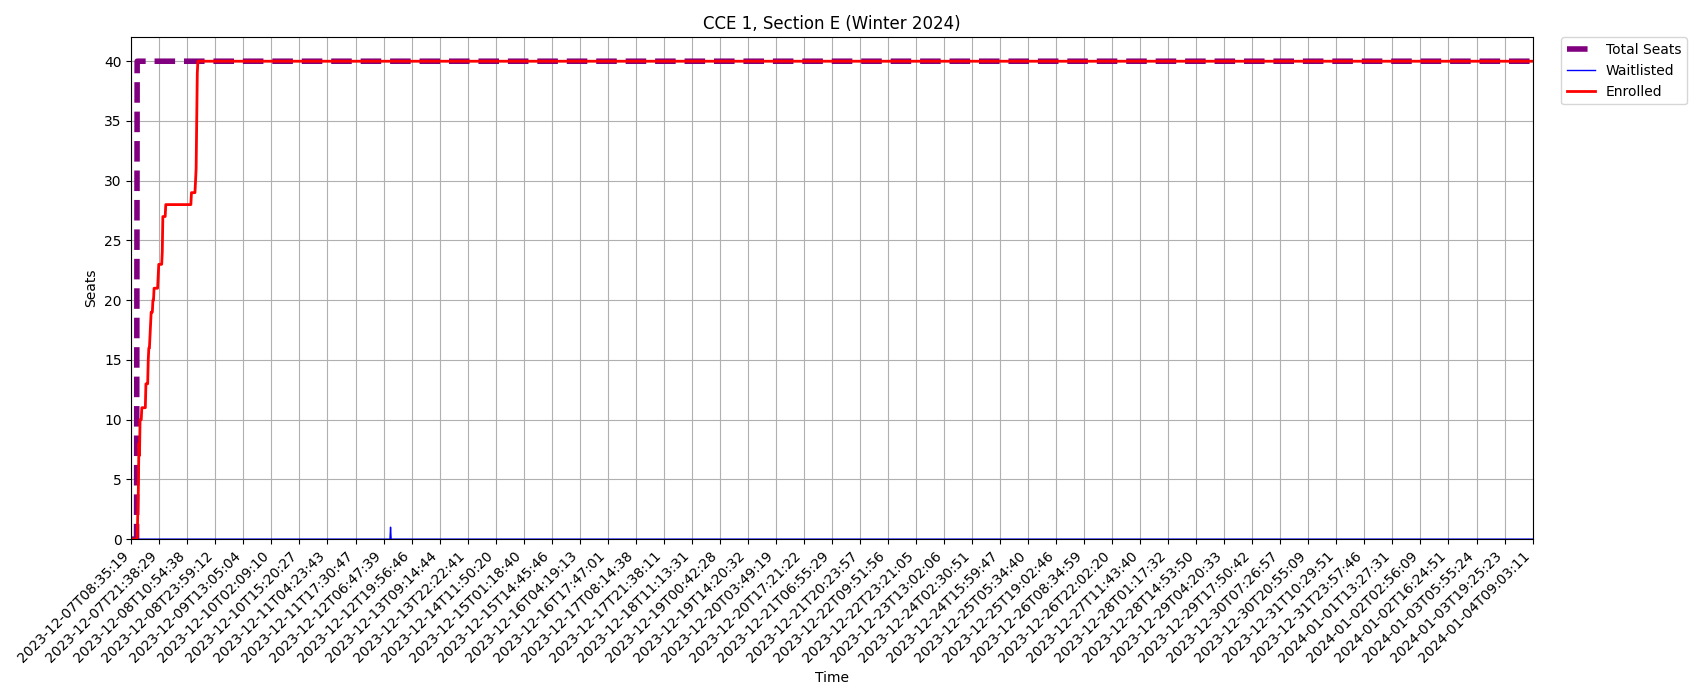 CCE 1, Section E (Winter 2024)
Total Seats
Waitlisted
Enrolled
Seats
40
35
30
25
20
15
10
5
0
2023-12-07T08:35:19
2023-12-07T21:38:29
2023-12-08T10:54:38
2023-12-08T23:59:12
2023-12-09T13:05:04
2023-12-10T02:09:10
2023-12-10T15:20:27
2023-12-11T04:23:43
2023-12-11T17:30:47
2023-12-12T06:47:39
2023-12-12T19:56:46
2023-12-13T09:14:44
2023-12-13T22:22:41
2023-12-14T11:50:20
2023-12-15T01:18:40
2023-12-15T14:45:46
2023-12-16T04:19:13
2023-12-16T17:47:01
2023-12-17T08:14:38
2023-12-17T21:38:11
2023-12-18T11:13:31
2023-12-19T00:42:28
2023-12-19T14:20:32
2023-12-20T03:49:19
2023-12-20T17:21:22
2023-12-21T06:55:29
2023-12-21T20:23:57
2023-12-22T09:51:56
2023-12-22T23:21:05
2023-12-23T13:02:06
2023-12-24T02:30:51
2023-12-24T15:59:47
2023-12-25T05:34:40
2023-12-25T19:02:46
2023-12-26T08:34:59
2023-12-26T22:02:20
2023-12-27T11:43:40
2023-12-28T01:17:32
2023-12-28T14:53:50
2023-12-29T04:20:33
2023-12-29T17:50:42
2023-12-30T07:26:57
2023-12-30T20:55:09
2023-12-31T10:29:51
2023-12-31T23:57:46
2024-01-01T13:27:31
2024-01-02T02:56:09
2024-01-02T16:24:51
2024-01-03T05:55:24
2024-01-03T19:25:23
2024-01-04T09:03:11
Time